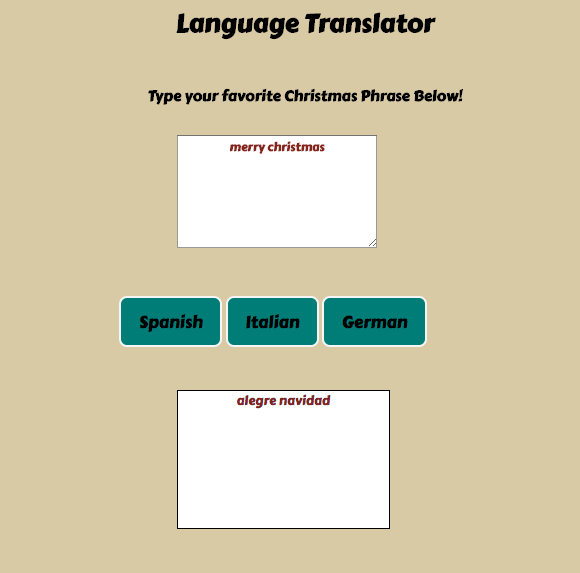 Language Translator
Type your favorite Christmas Phrase Below!
merry christmas
Spanish Italian German
alegre navidad